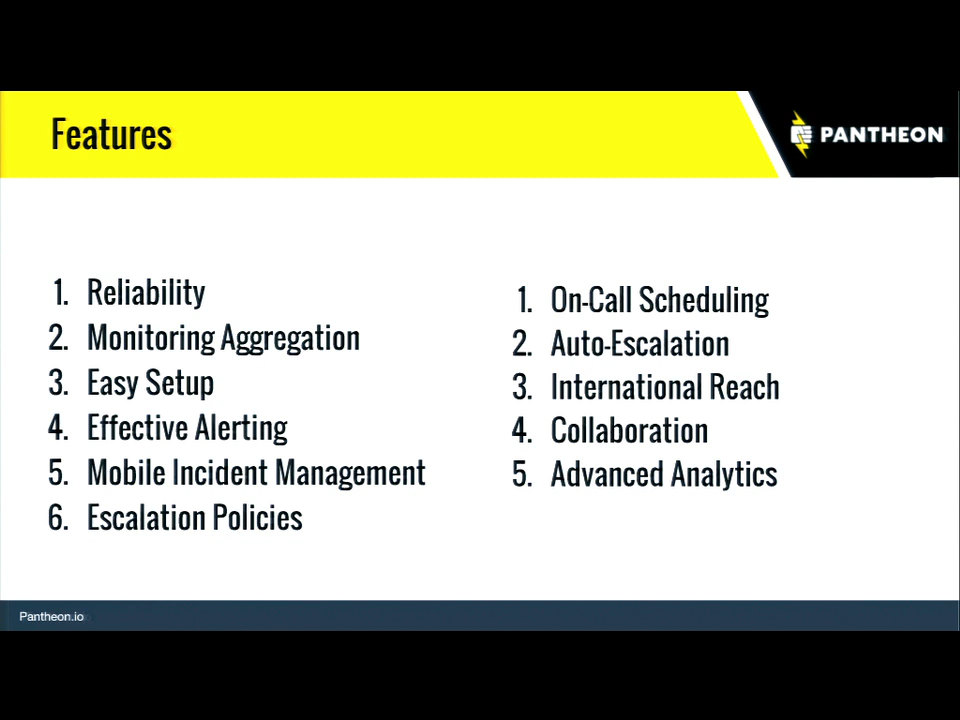 Features
PANTHEON
1. Reliability
2. Monitoring Aggregation
3. Easy Setup
4. Effective Alerting
5. Mobile Incident Management
6. Escalation Policies
1. On-Call Scheduling
2. Auto-Escalation
3. International Reach
4. Collaboration
5. Advanced Analytics
Pantheon.io